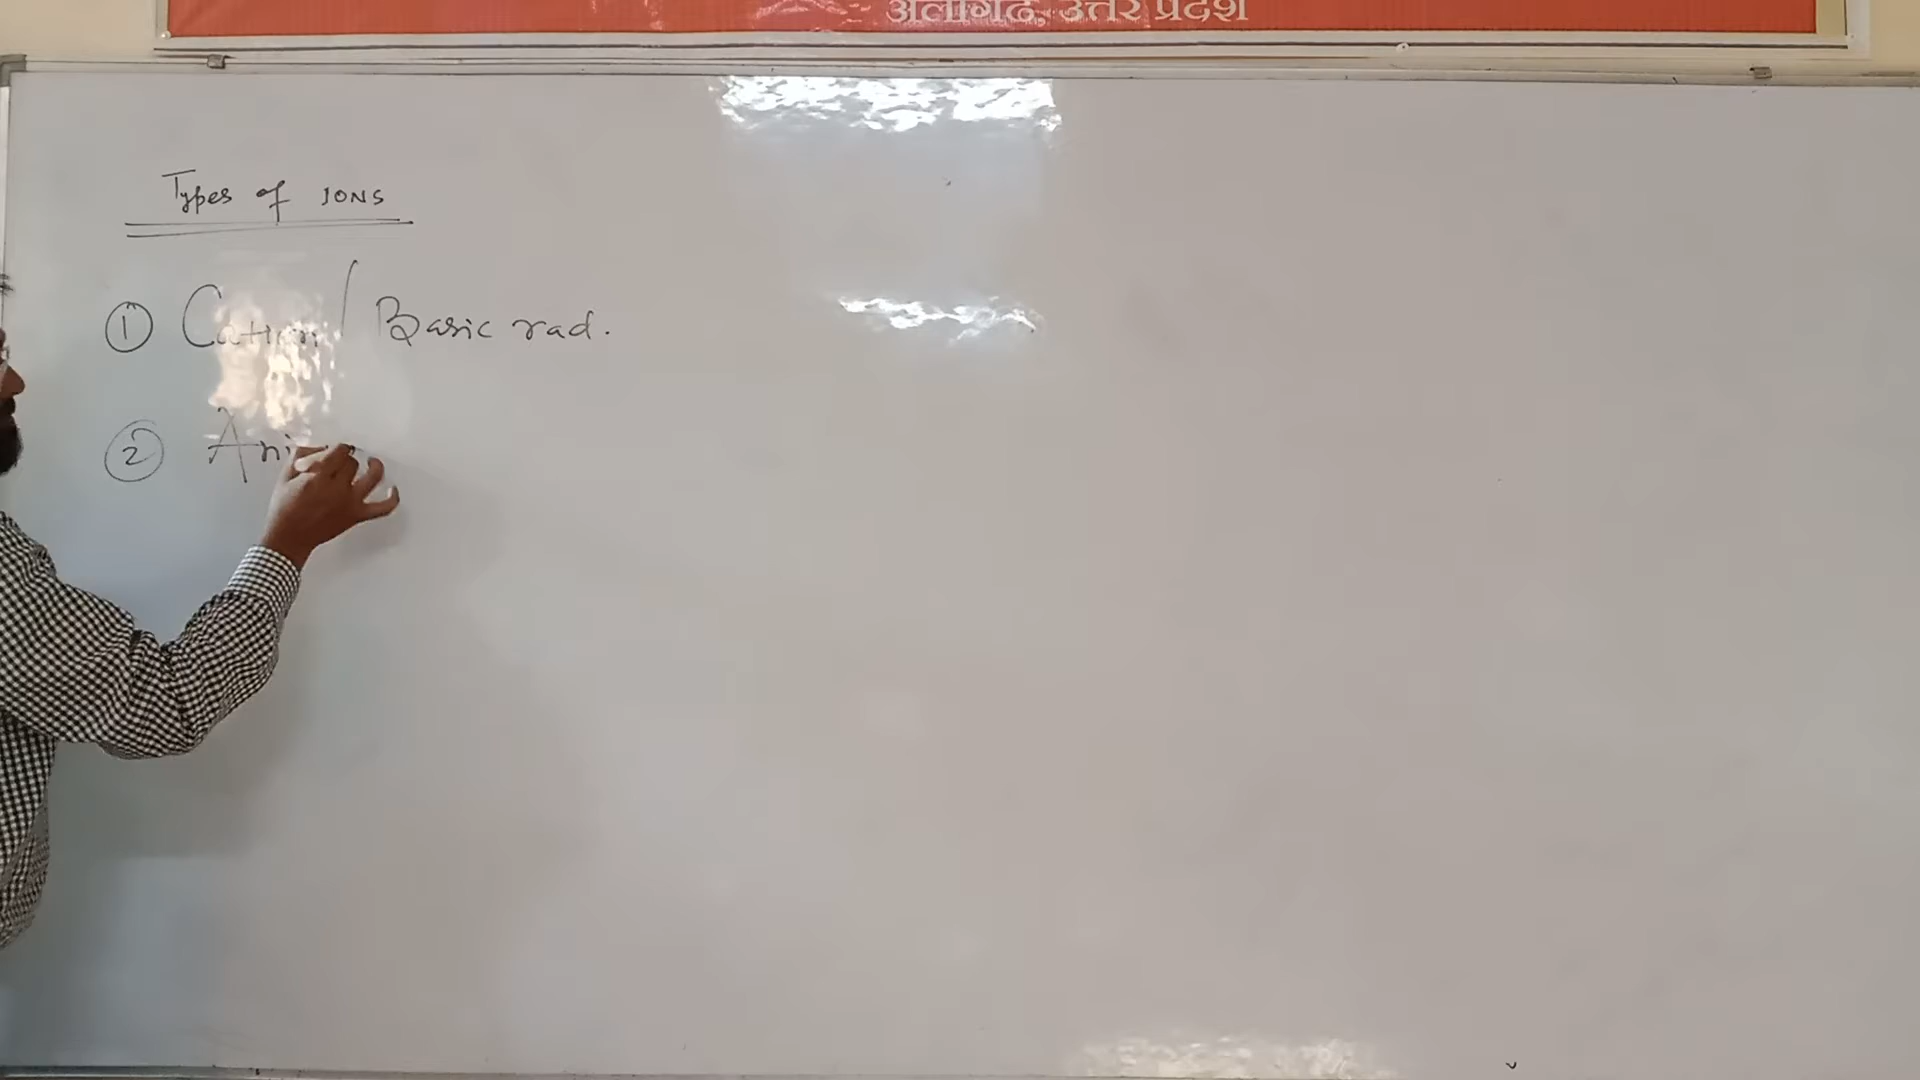 अलीगढ, उत्तर प्रदेश
Types of IONS
① Cation / Basic rad.
② Ani